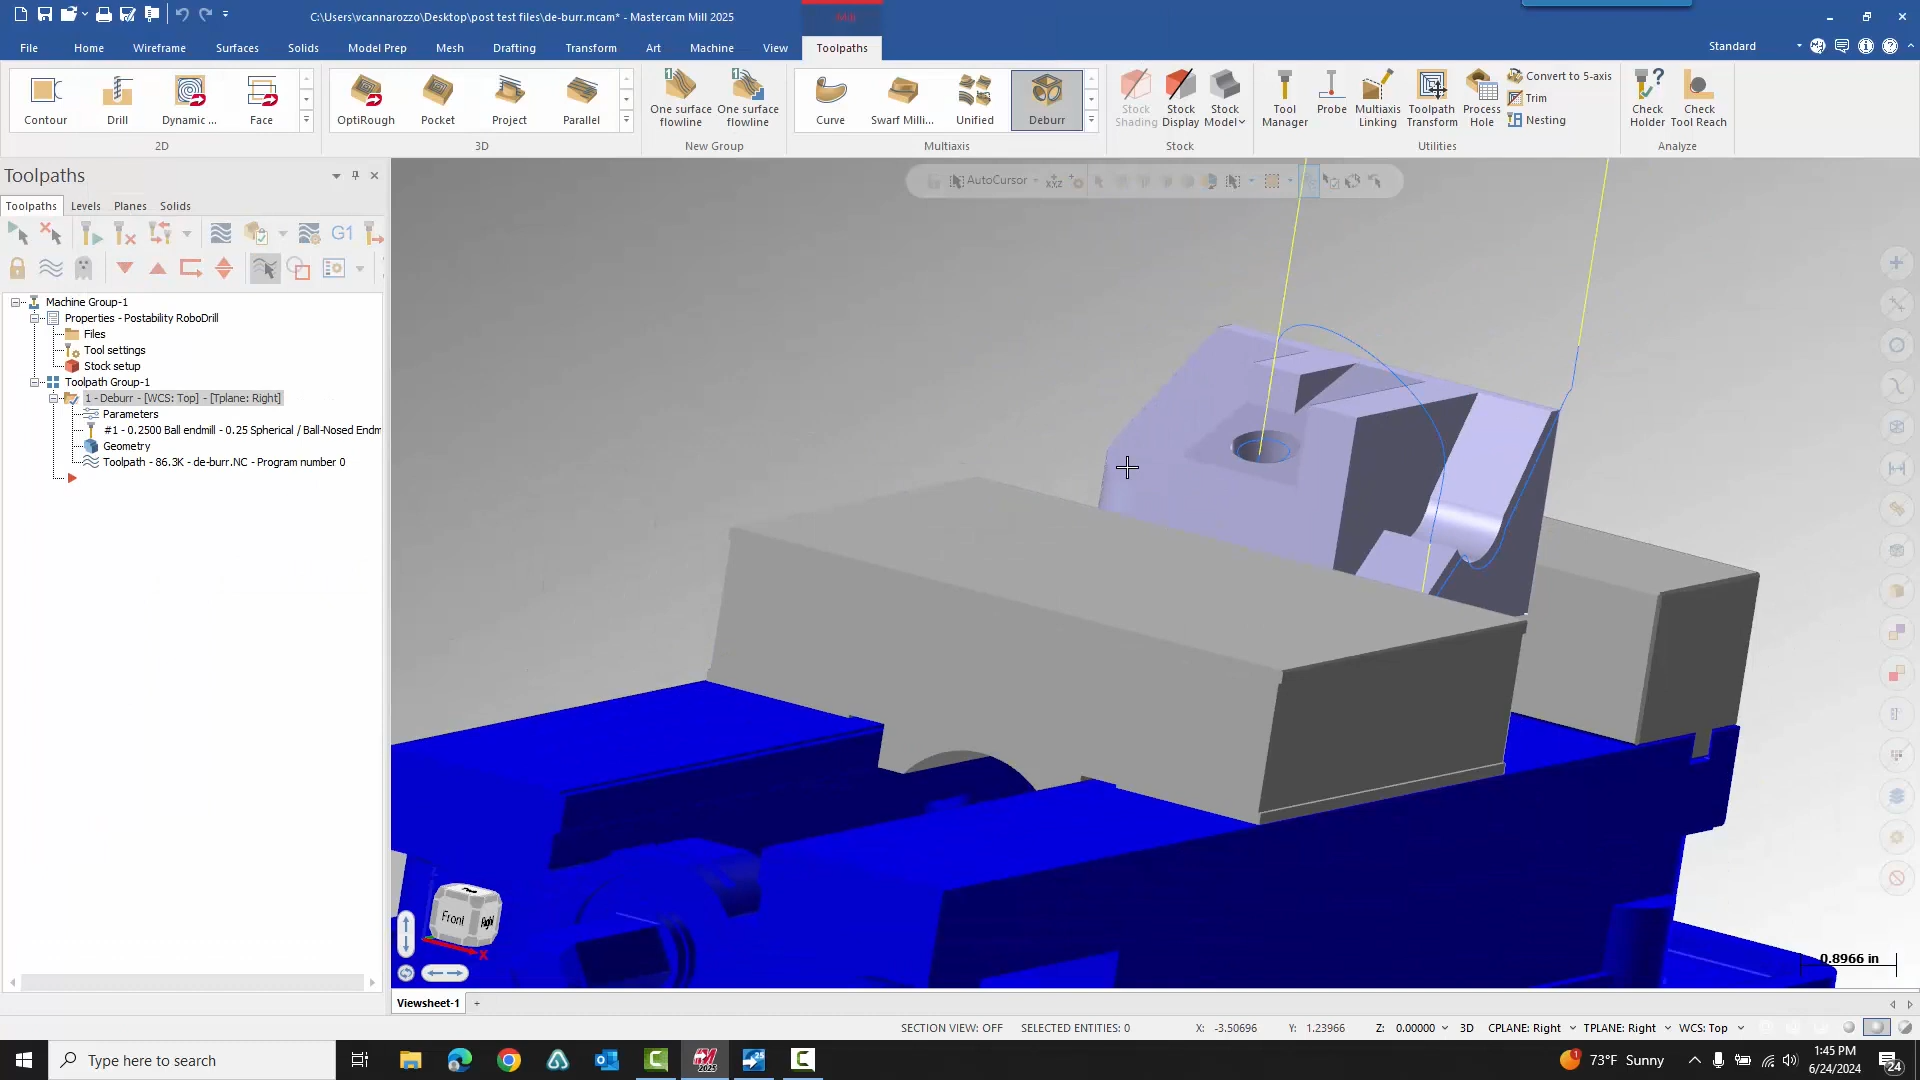 C:\Users\vcannarozzo\Desktop\post test files\de-burr.mcam* - Mastercam Mill 2025
Mill
File
Home
Wireframe
Surfaces
Solids
Model Prep
Mesh
Drafting
Transform
Art
Machine
View
Toolpaths
Standard
Contour
Drill
Dynamic ...
Face
2D
OptiRough
Pocket
Project
Parallel
3D
One surface flowline
One surface flowline
New Group
Curve
Swarf Milli...
Unified
Deburr
Multiaxis
Stock Shading
Stock Display
Stock Model
Stock
Tool Manager
Probe
Multiaxis Linking
Toolpath Transform
Process Hole
Convert to 5-axis
Trim
Nesting
Utilities
Check Holder
Check Tool Reach
Analyze
Toolpaths
AutoCursor
Toolpaths
Levels
Planes
Solids
G1
Machine Group-1
Properties - Postability RoboDrill
Files
Tool settings
Stock setup
Toolpath Group-1
1 - Deburr - [WCS: Top] - [Tplane: Right]
Parameters
#1 - 0.2500 Ball endmill - 0.25 Spherical / Ball-Nosed Endm
Geometry
Toolpath - 86.3K - de-burr.NC - Program number 0
Front
Right
X
0.8966 in
Viewsheet-1
+
SECTION VIEW: OFF
SELECTED ENTITIES: 0
X: -3.50696
Y: 1.23966
Z: 0.00000
3D
CPLANE: Right
TPLANE: Right
WCS: Top
Type here to search
73°F Sunny
1:45 PM
6/24/2024
24